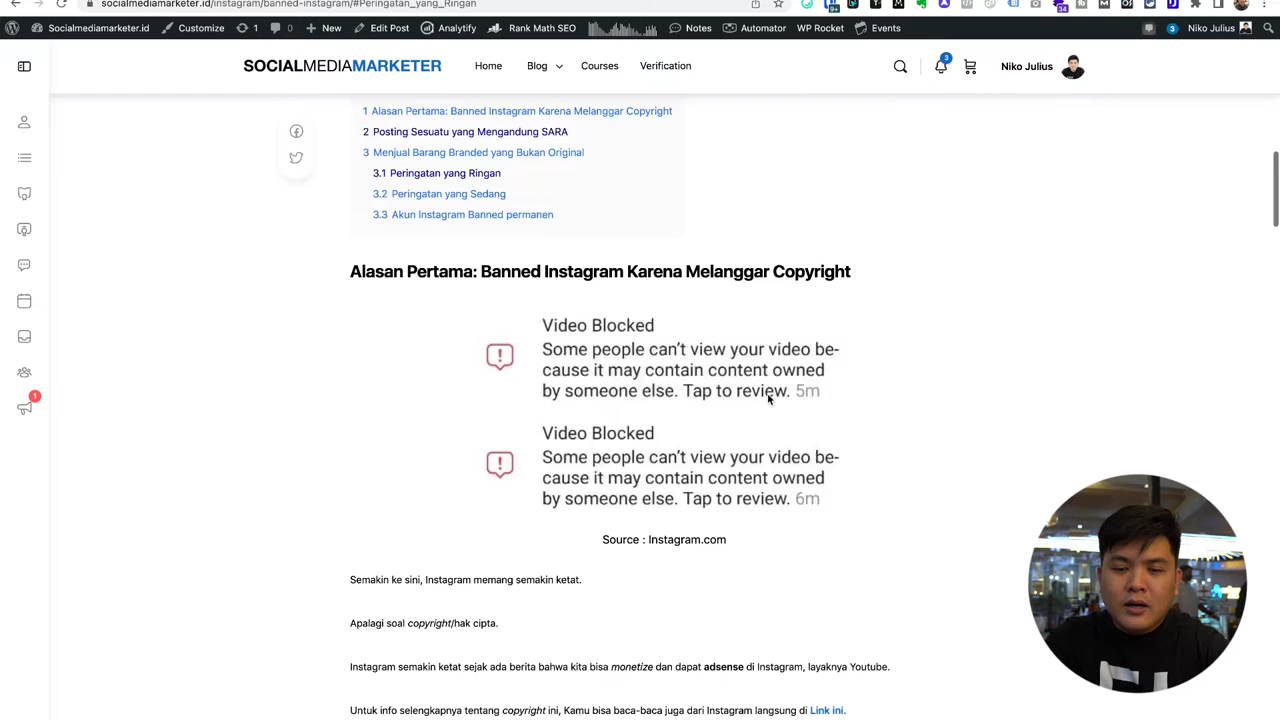 socialmediamarketer.id/instagram/banned-instagram/#Peringatan_yang_Ringan
Socialmediamarketer.id Customize 1 0 New Edit Post Analytify Rank Math SEO Notes Automator WP Rocket Events 3 Niko Julius
SOCIALMEDIAMARKETER Home Blog Courses Verification 3 Niko Julius
1 Alasan Pertama: Banned Instagram Karena Melanggar Copyright
2 Posting Sesuatu yang Mengandung SARA
3 Menjual Barang Branded yang Bukan Original
3.1 Peringatan yang Ringan
3.2 Peringatan yang Sedang
3.3 Akun Instagram Banned permanen
Alasan Pertama: Banned Instagram Karena Melanggar Copyright
Video Blocked
Some people can't view your video be-
cause it may contain content owned
by someone else. Tap to review. 5m
Video Blocked
Some people can't view your video be-
cause it may contain content owned
by someone else. Tap to review. 6m
1
Source : Instagram.com
Semakin ke sini, Instagram memang semakin ketat.
Apalagi soal copyright/hak cipta.
Instagram semakin ketat sejak ada berita bahwa kita bisa monetize dan dapat adsense di Instagram, layaknya Youtube.
Untuk info selengkapnya tentang copyright ini, Kamu bisa baca-baca juga dari Instagram langsung di Link ini.